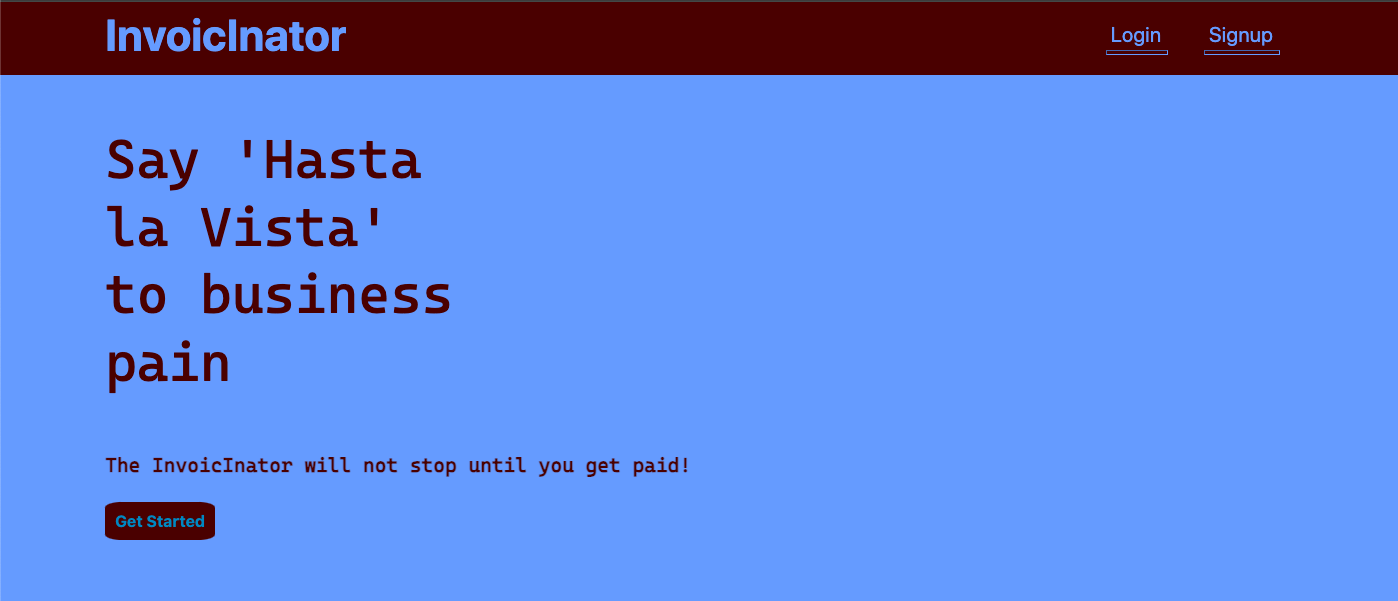 InvoicInator
Login
Signup
Say 'Hasta
la Vista'
to business
pain
The InvoicInator will not stop until you get paid!
Get Started